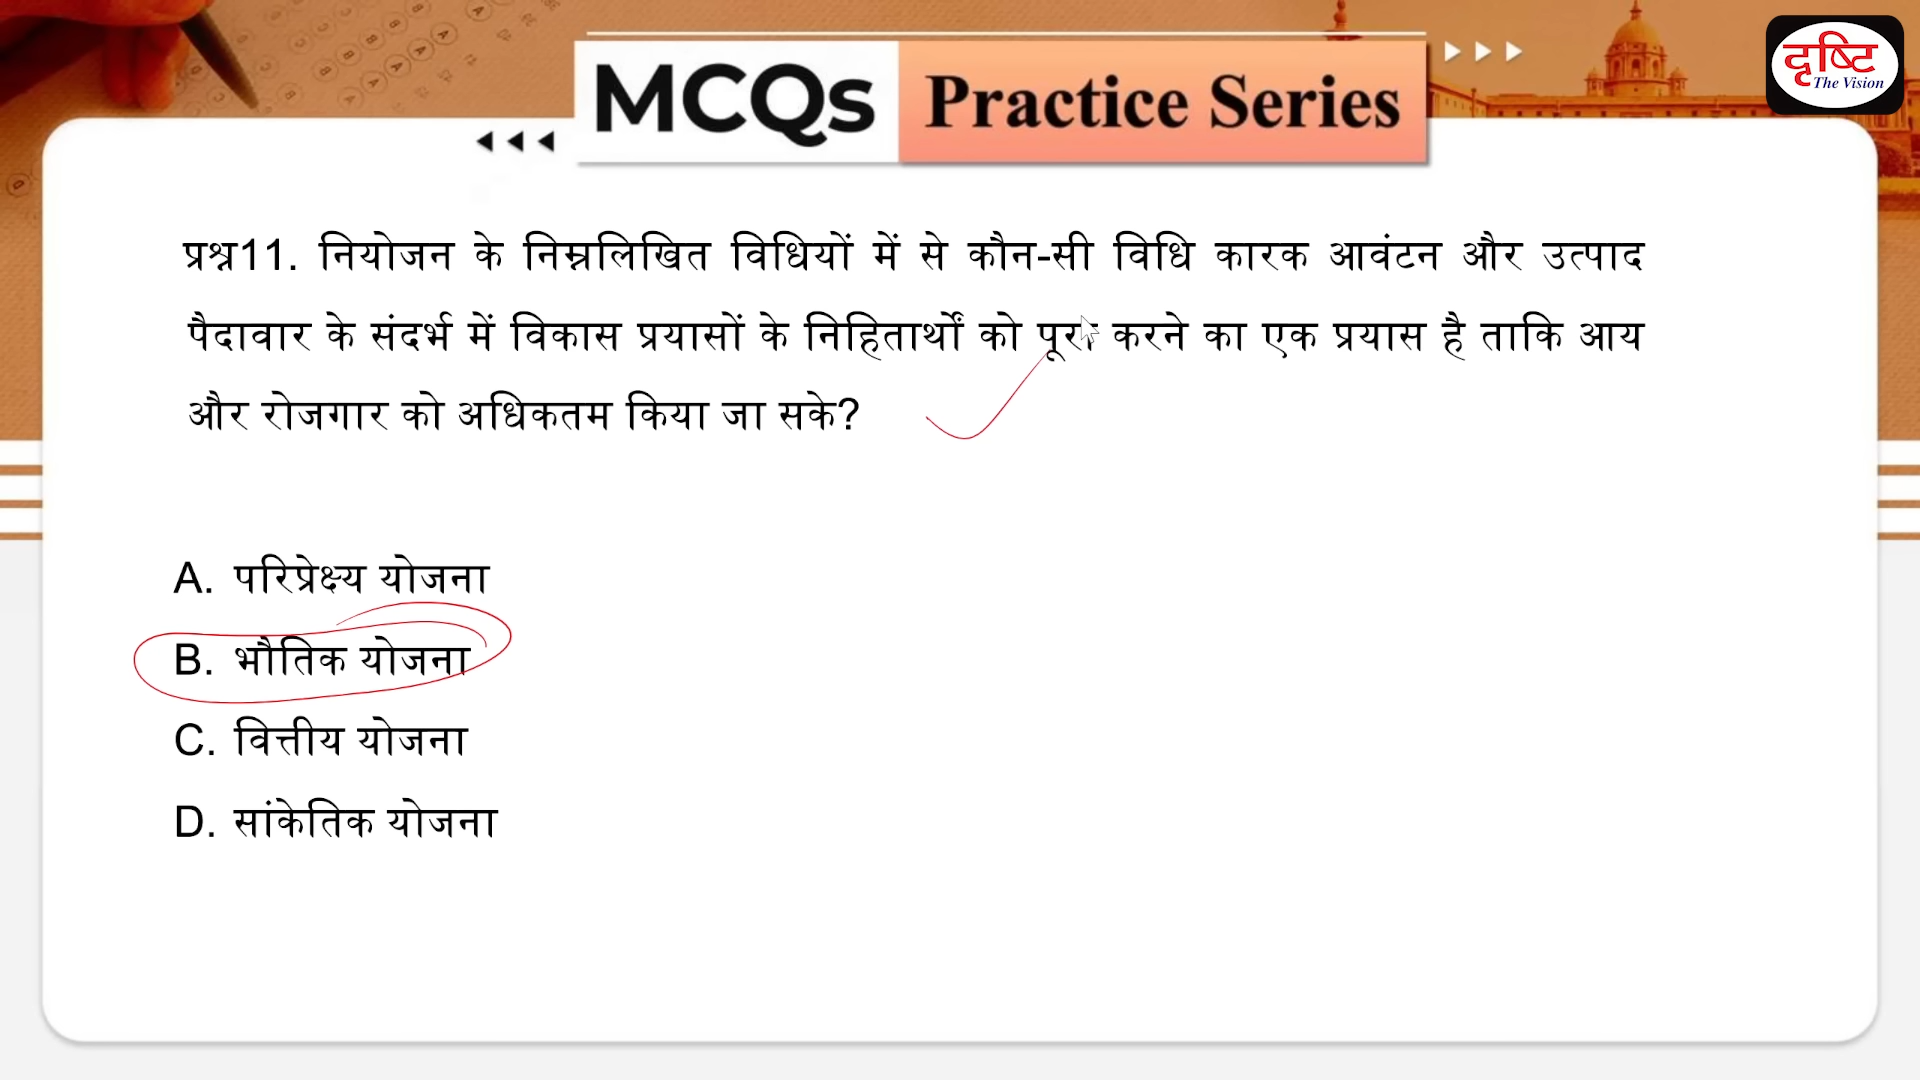 MCQs Practice Series
दृष्टि
The Vision
प्रश्न11. नियोजन के निम्नलिखित विधियों में से कौन-सी विधि कारक आवंटन और उत्पाद
पैदावार के संदर्भ में विकास प्रयासों के निहितार्थों को पूरा करने का एक प्रयास है ताकि आय
और रोजगार को अधिकतम किया जा सके?
A. परिप्रेक्ष्य योजना
B. भौतिक योजना
C. वित्तीय योजना
D. सांकेतिक योजना